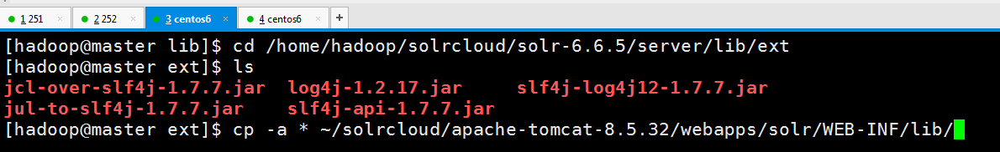 1 251 × 2 252 × 3 centos6 × 4 centos6 × +
[hadoop@master lib]$ cd /home/hadoop/solrcloud/solr-6.6.5/server/lib/ext
[hadoop@master ext]$ ls
jcl-over-slf4j-1.7.7.jar  log4j-1.2.17.jar     slf4j-log4j12-1.7.7.jar
jul-to-slf4j-1.7.7.jar    slf4j-api-1.7.7.jar
[hadoop@master ext]$ cp -a * ~/solrcloud/apache-tomcat-8.5.32/webapps/solr/WEB-INF/lib/